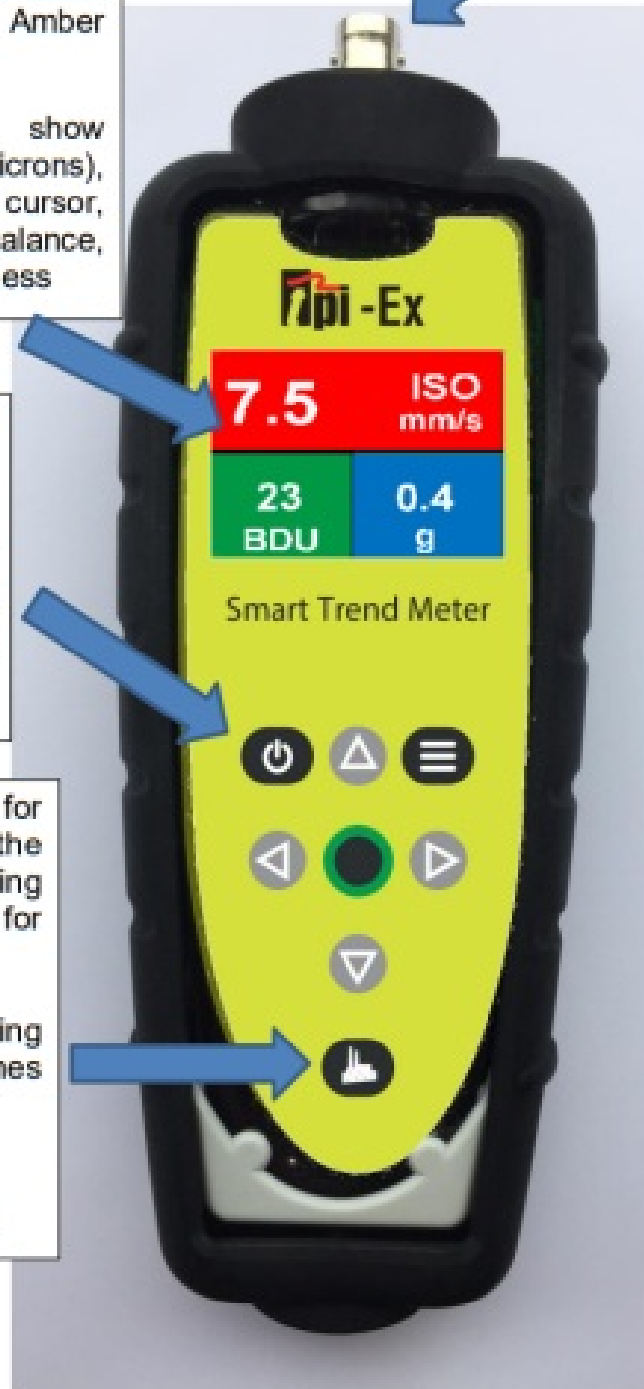 Amber
show
icrons),
cursor,
alance,
ess
for
the
ing
for
ing
nes
Tpi -Ex
7.5 ISO
mm/s
23 0.4
BDU g
Smart Trend Meter